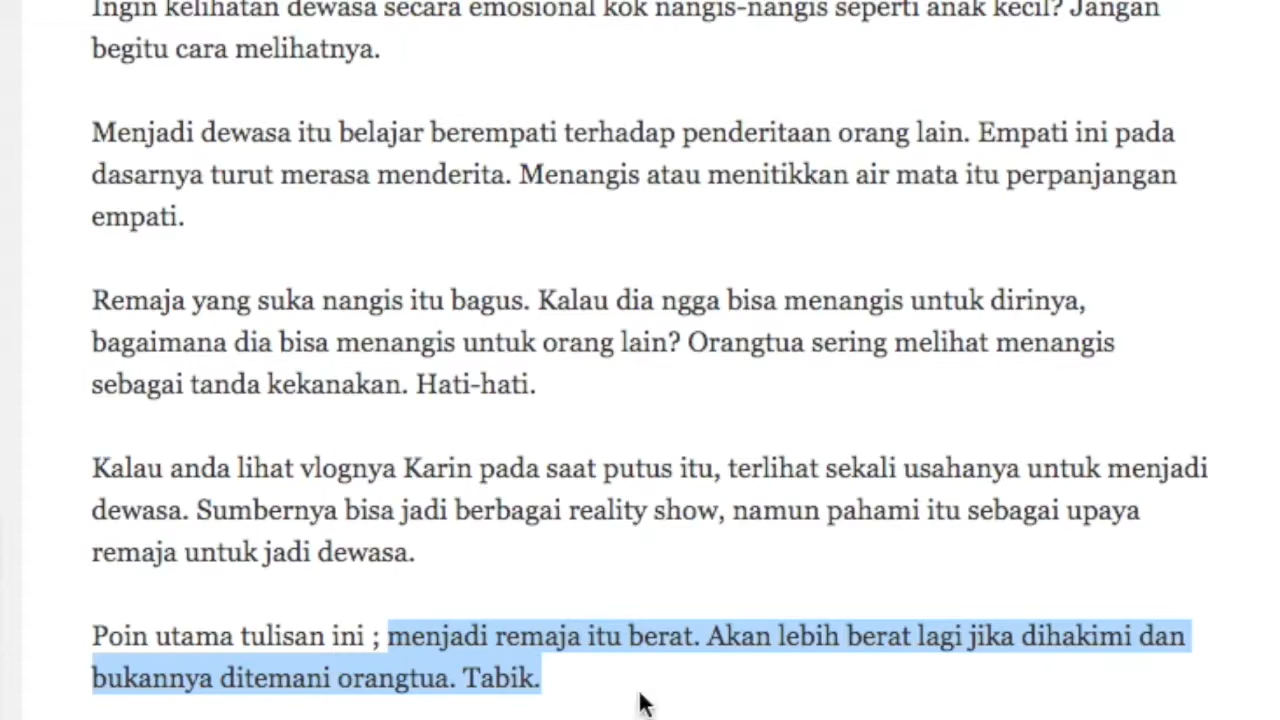 Ingin kelihatan dewasa secara emosional kok nangis-nangis seperti anak kecil? Jangan
begitu cara melihatnya.
Menjadi dewasa itu belajar berempati terhadap penderitaan orang lain. Empati ini pada
dasarnya turut merasa menderita. Menangis atau menitikkan air mata itu perpanjangan
empati.
Remaja yang suka nangis itu bagus. Kalau dia ngga bisa menangis untuk dirinya,
bagaimana dia bisa menangis untuk orang lain? Orangtua sering melihat menangis
sebagai tanda kekanakan. Hati-hati.
Kalau anda lihat vlognya Karin pada saat putus itu, terlihat sekali usahanya untuk menjadi
dewasa. Sumbernya bisa jadi berbagai reality show, namun pahami itu sebagai upaya
remaja untuk jadi dewasa.
Poin utama tulisan ini ; menjadi remaja itu berat. Akan lebih berat lagi jika dihakimi dan
bukannya ditemani orangtua. Tabik.